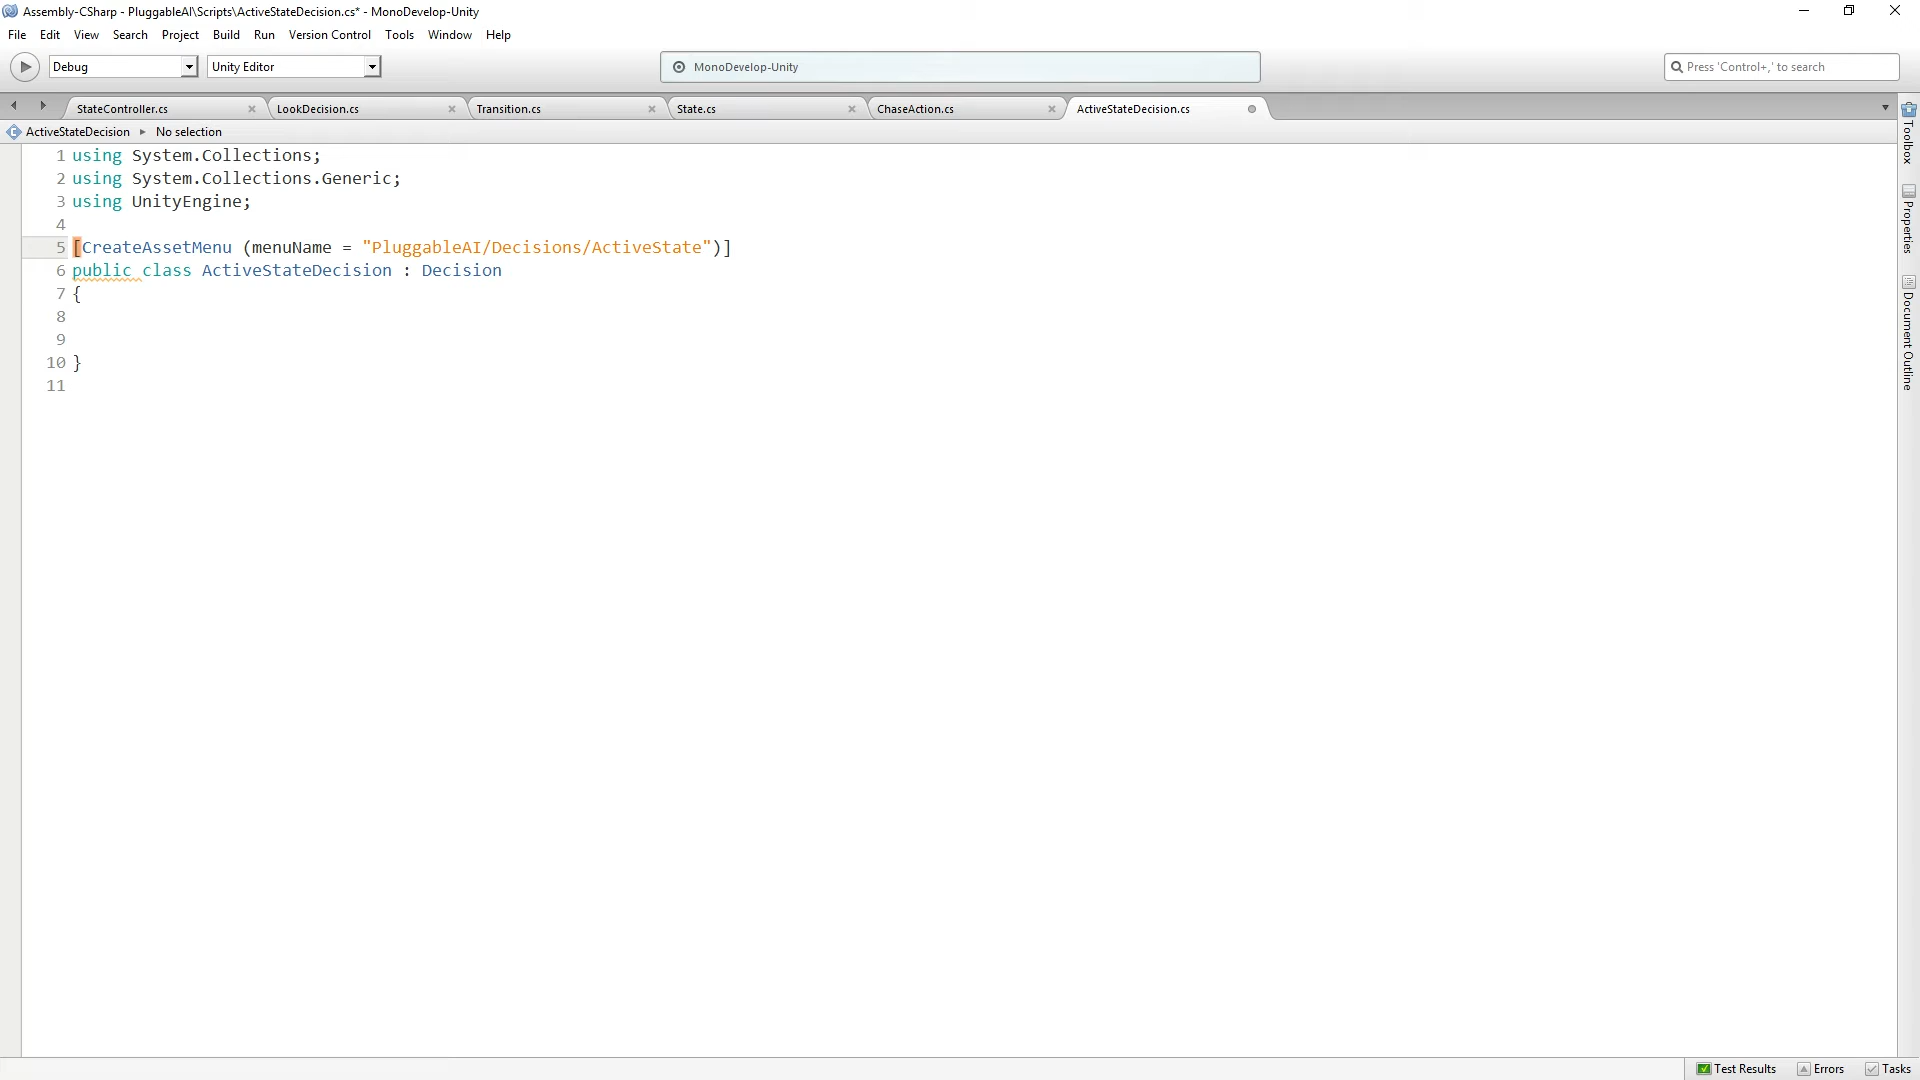 Assembly-CSharp - PluggableAI\Scripts\ActiveStateDecision.cs* - MonoDevelop-Unity
File Edit View Search Project Build Run Version Control Tools Window Help
Debug Unity Editor MonoDevelop-Unity Press 'Control+,' to search
StateController.cs LookDecision.cs Transition.cs State.cs ChaseAction.cs ActiveStateDecision.cs
ActiveStateDecision No selection
1 using System.Collections;
2 using System.Collections.Generic;
3 using UnityEngine;
4
5 [CreateAssetMenu (menuName = "PluggableAI/Decisions/ActiveState")]
6 public class ActiveStateDecision : Decision
7 {
8
9
10 }
11
Toolbox
Properties
Document Outline
Test Results Errors Tasks